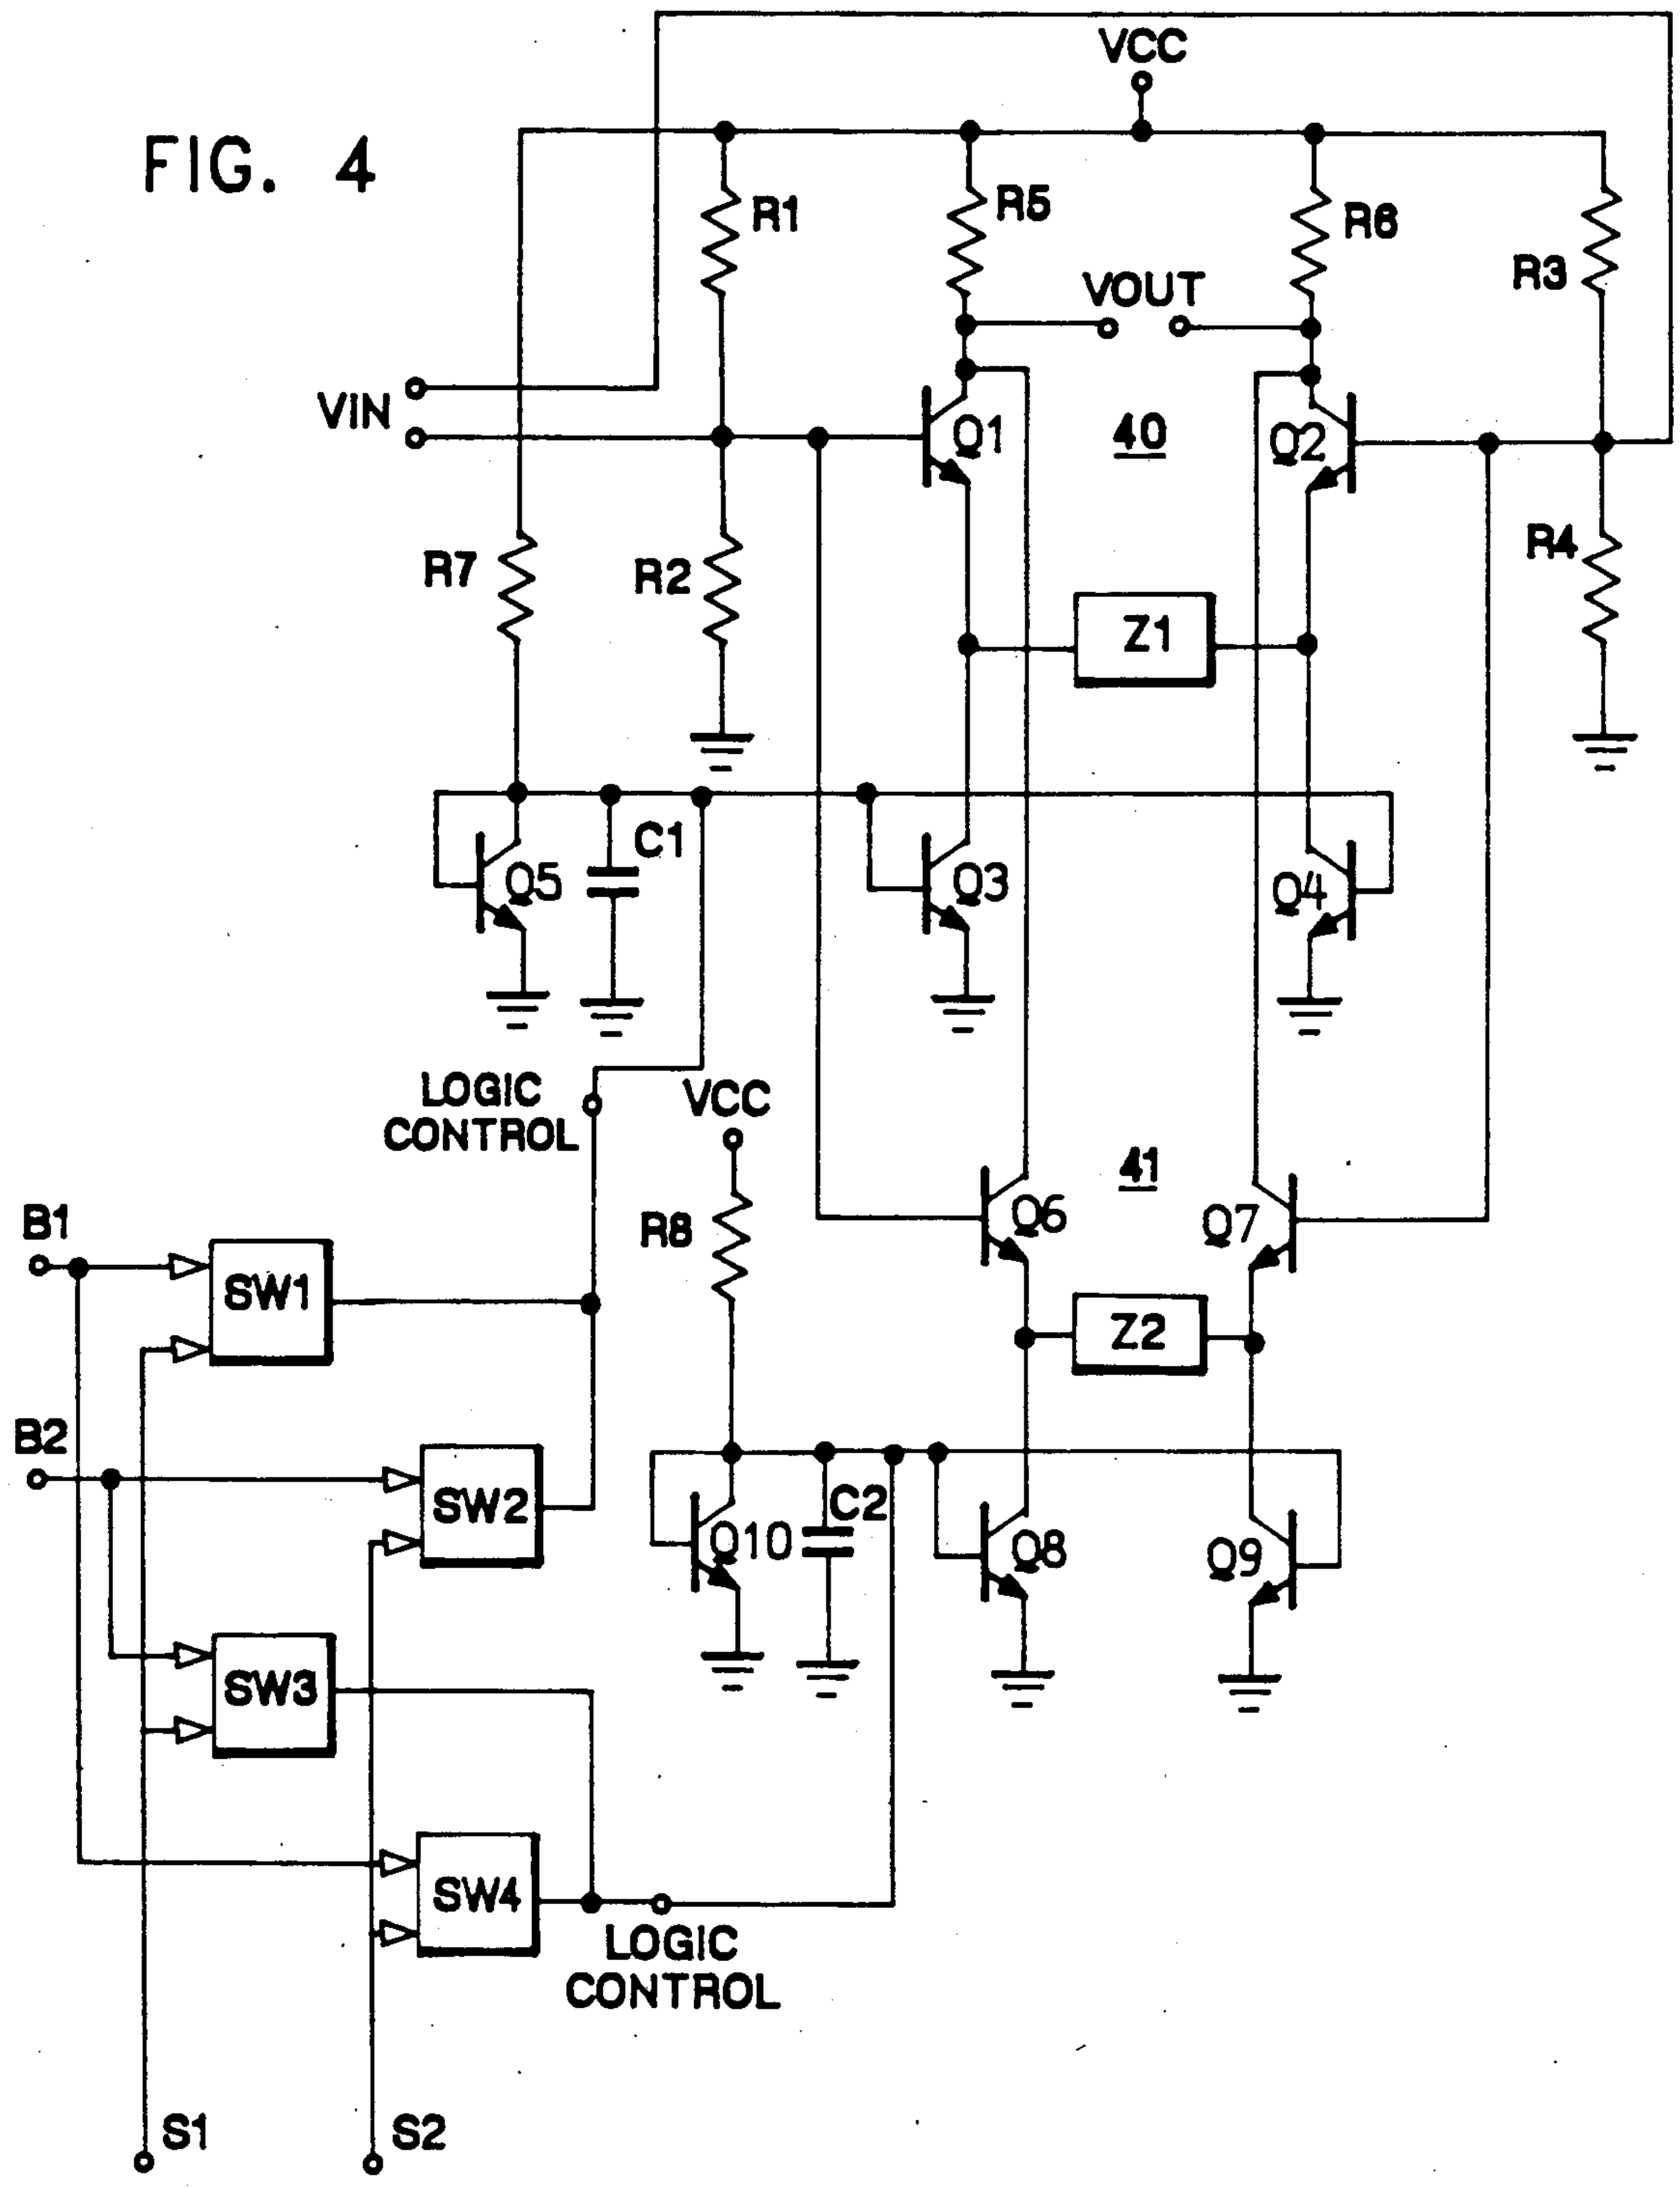 FIG. 4
VCC
R1
R5
R6
R3
VOUT
VIN
Q1
40
Q2
R7
R2
Z1
R4
C1
Q5
Q3
Q4
LOGIC
CONTROL
VCC
41
B1
R8
Q6
Q7
SW1
Z2
B2
SW2
C2
Q10
Q8
Q9
SW3
SW4
LOGIC
CONTROL
S1
S2